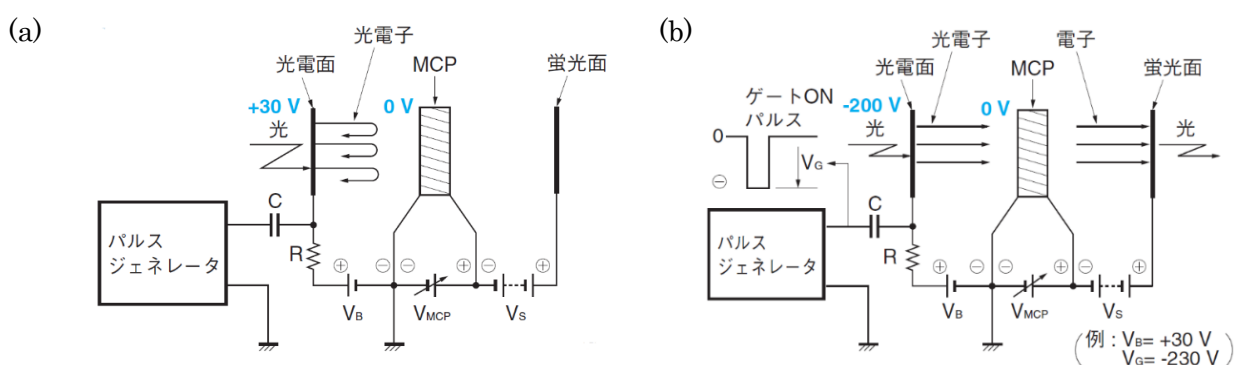 (a)
光電子
光電面
MCP
蛍光面
+30 V
0 V
光
C
パルス
ジェネレータ
R
⊕
⊖
⊖
⊕
⊖
⊕
VB
VMCP
VS
(b)
光電子
電子
光電面
MCP
蛍光面
ゲートON
パルス
-200 V
0 V
0
光
光
VG
⊖
C
パルス
ジェネレータ
R
⊕
⊖
⊖
⊕
⊖
⊕
VB
VMCP
VS
(例 : VB= +30 V
VG= -230 V)